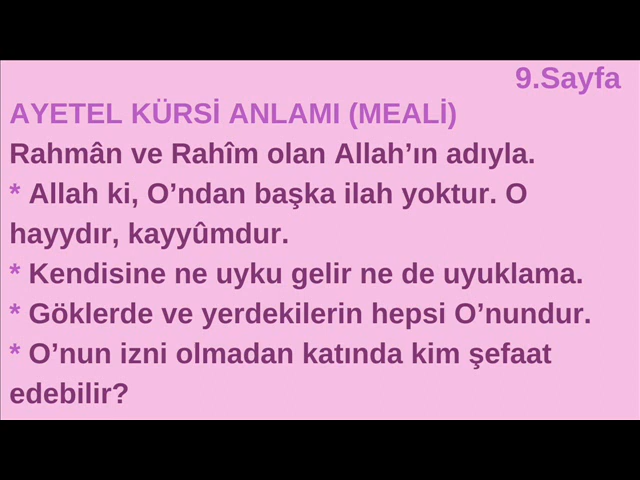 9.Sayfa
AYETEL KÜRSİ ANLAMI (MEALİ)
Rahmân ve Rahîm olan Allah’ın adıyla.
* Allah ki, O’ndan başka ilah yoktur. O
hayydır, kayyûmdur.
* Kendisine ne uyku gelir ne de uyuklama.
* Göklerde ve yerdekilerin hepsi O’nundur.
* O’nun izni olmadan katında kim şefaat
edebilir?